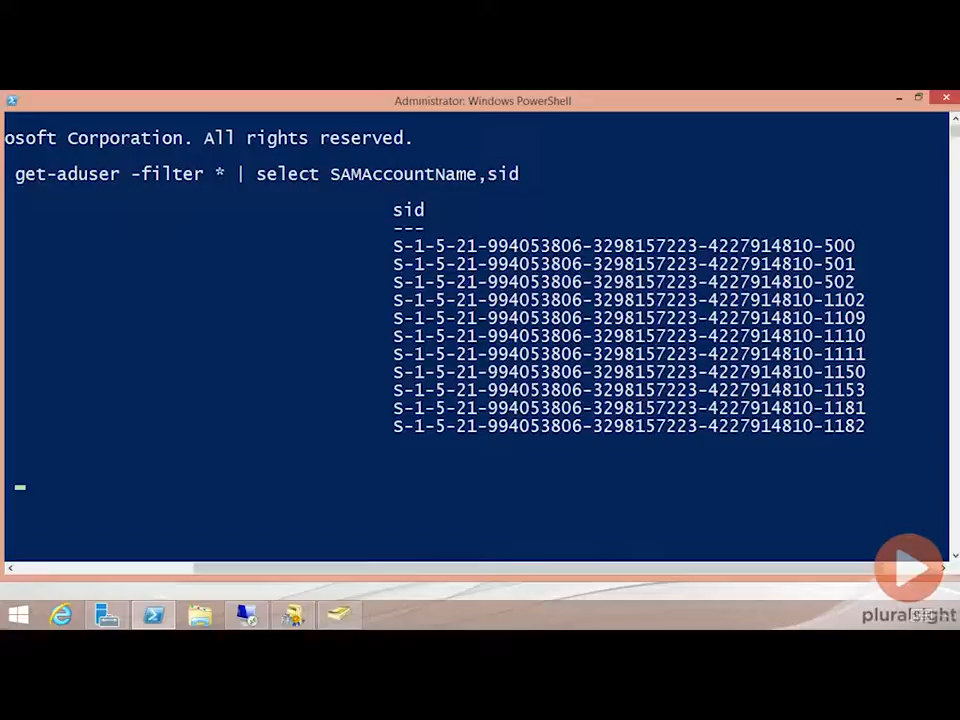 Administrator: Windows PowerShell
osoft Corporation. All rights reserved.
get-aduser -filter * | select SAMAccountName,sid
sid
---
S-1-5-21-994053806-3298157223-4227914810-500
S-1-5-21-994053806-3298157223-4227914810-501
S-1-5-21-994053806-3298157223-4227914810-502
S-1-5-21-994053806-3298157223-4227914810-1102
S-1-5-21-994053806-3298157223-4227914810-1109
S-1-5-21-994053806-3298157223-4227914810-1110
S-1-5-21-994053806-3298157223-4227914810-1111
S-1-5-21-994053806-3298157223-4227914810-1150
S-1-5-21-994053806-3298157223-4227914810-1153
S-1-5-21-994053806-3298157223-4227914810-1181
S-1-5-21-994053806-3298157223-4227914810-1182
pluralsight